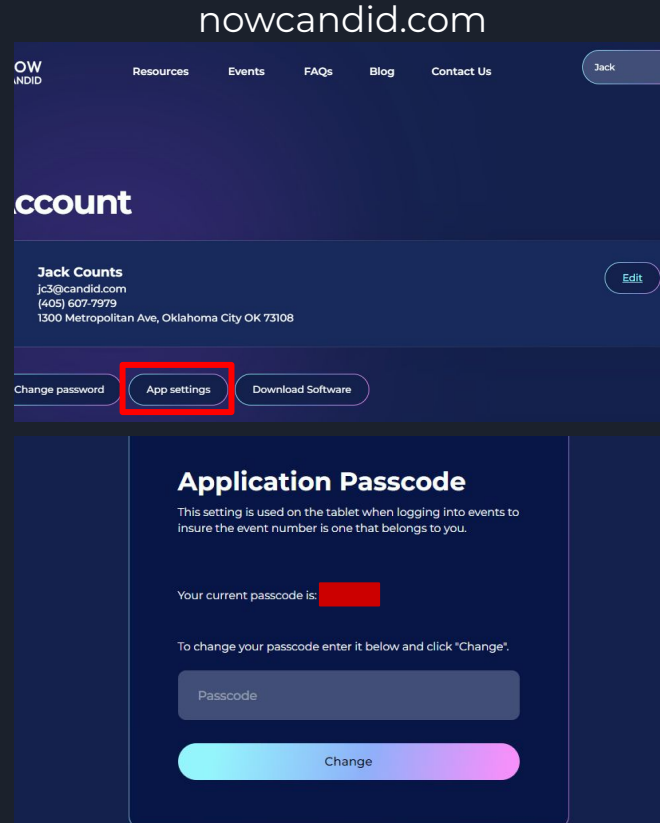 nowcandid.com
OW
ANDID
Resources
Events
FAQs
Blog
Contact Us
Jack
ccount
Jack Counts
jc3@candid.com
(405) 607-7979
1300 Metropolitan Ave, Oklahoma City OK 73108
Edit
Change password
App settings
Download Software
Application Passcode
This setting is used on the tablet when logging into events to
insure the event number is one that belongs to you.
Your current passcode is:
To change your passcode enter it below and click "Change".
Passcode
Change